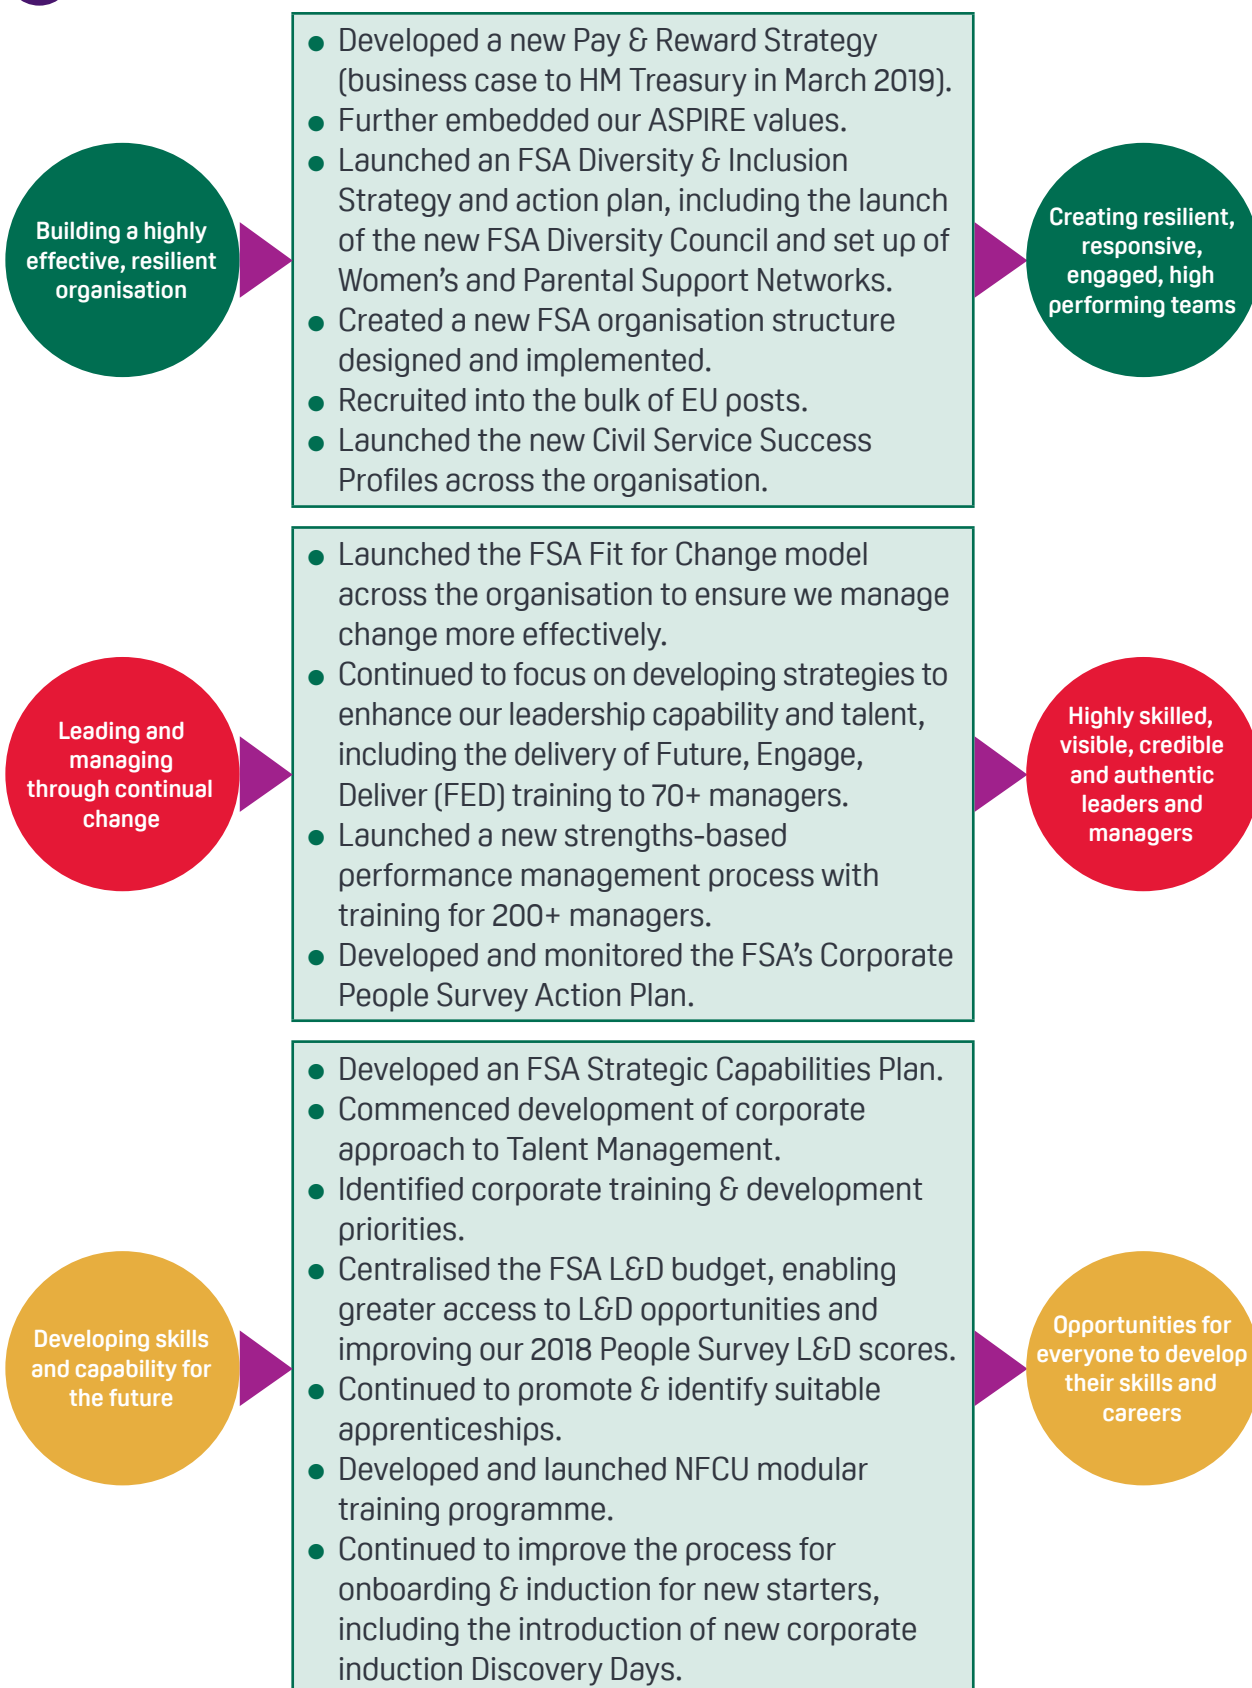 Building a highly
effective, resilient
organisation
● Developed a new Pay & Reward Strategy
(business case to HM Treasury in March 2019).
● Further embedded our ASPIRE values.
● Launched an FSA Diversity & Inclusion
Strategy and action plan, including the launch
of the new FSA Diversity Council and set up of
Women's and Parental Support Networks.
● Created a new FSA organisation structure
designed and implemented.
● Recruited into the bulk of EU posts.
● Launched the new Civil Service Success
Profiles across the organisation.
Creating resilient,
responsive,
engaged, high
performing teams
Leading and
managing
through continual
change
● Launched the FSA Fit for Change model
across the organisation to ensure we manage
change more effectively.
● Continued to focus on developing strategies to
enhance our leadership capability and talent,
including the delivery of Future, Engage,
Deliver (FED) training to 70+ managers.
● Launched a new strengths-based
performance management process with
training for 200+ managers.
● Developed and monitored the FSA's Corporate
People Survey Action Plan.
Highly skilled,
visible, credible
and authentic
leaders and
managers
Developing skills
and capability for
the future
● Developed an FSA Strategic Capabilities Plan.
● Commenced development of corporate
approach to Talent Management.
● Identified corporate training & development
priorities.
● Centralised the FSA L&D budget, enabling
greater access to L&D opportunities and
improving our 2018 People Survey L&D scores.
● Continued to promote & identify suitable
apprenticeships.
● Developed and launched NFCU modular
training programme.
● Continued to improve the process for
onboarding & induction for new starters,
including the introduction of new corporate
induction Discovery Days.
Opportunities for
everyone to develop
their skills and
careers